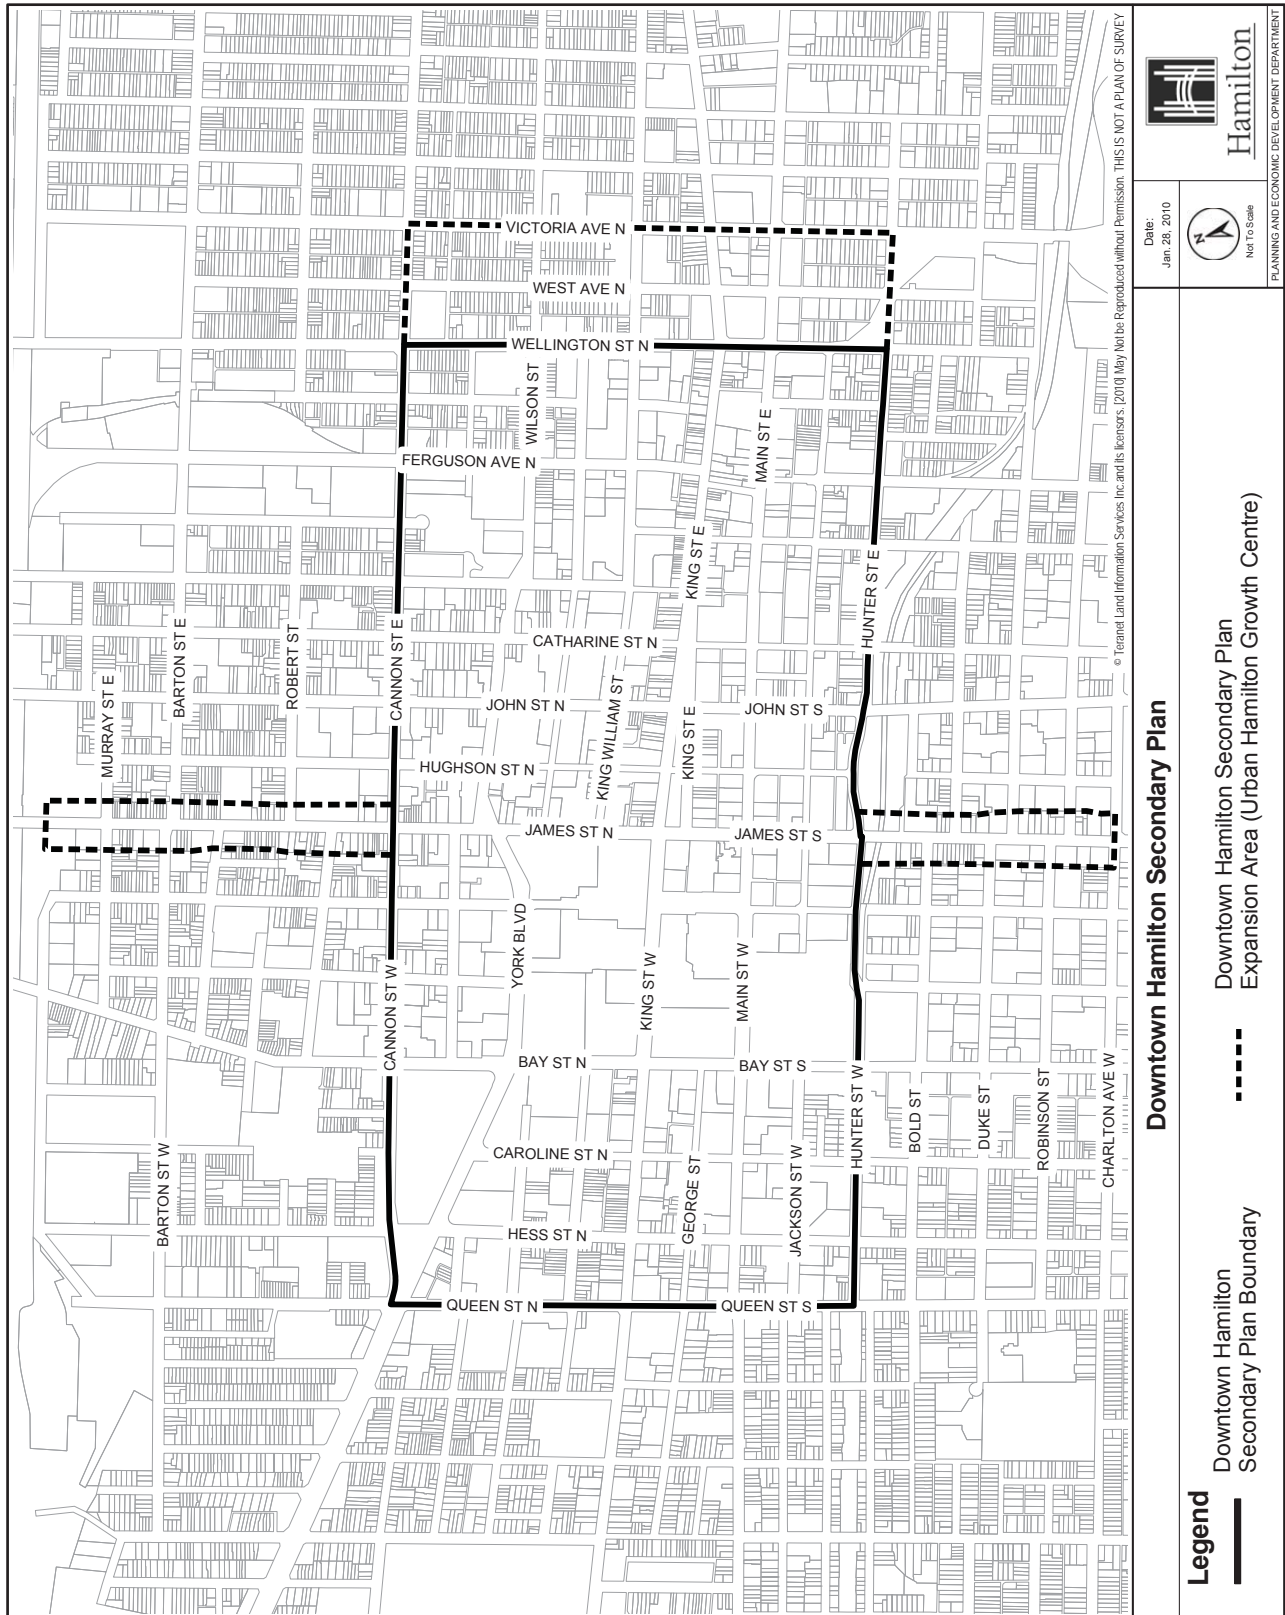 MURRAY ST E
BARTON ST E
ROBERT ST
CANNON ST E
FERGUSON AVE N
WILSON ST
VICTORIA AVE N
WEST AVE N
WELLINGTON ST N
MAIN ST E
KING ST E
HUNTER ST E
CATHARINE ST N
JOHN ST N
KING WILLIAM ST
KING ST E
JOHN ST S
HUGHSON ST N
JAMES ST N
JAMES ST S
YORK BLVD
CANNON ST W
KING ST W
MAIN ST W
BAY ST N
BAY ST S
BARTON ST W
CAROLINE ST N
GEORGE ST
JACKSON ST W
HUNTER ST W
BOLD ST
DUKE ST
ROBINSON ST
CHARLTON AVE W
HESS ST N
QUEEN ST N
QUEEN ST S
© Teranet Land Information Services Inc. and its licensors. [2010] May Not be Reproduced without Permission. THIS IS NOT A PLAN OF SURVEY
Downtown Hamilton Secondary Plan
Legend
Downtown Hamilton
Secondary Plan Boundary
Downtown Hamilton Secondary Plan
Expansion Area (Urban Hamilton Growth Centre)
Date:
Jan. 28, 2010
N
Not To Scale
Hamilton
PLANNING AND ECONOMIC DEVELOPMENT DEPARTMENT